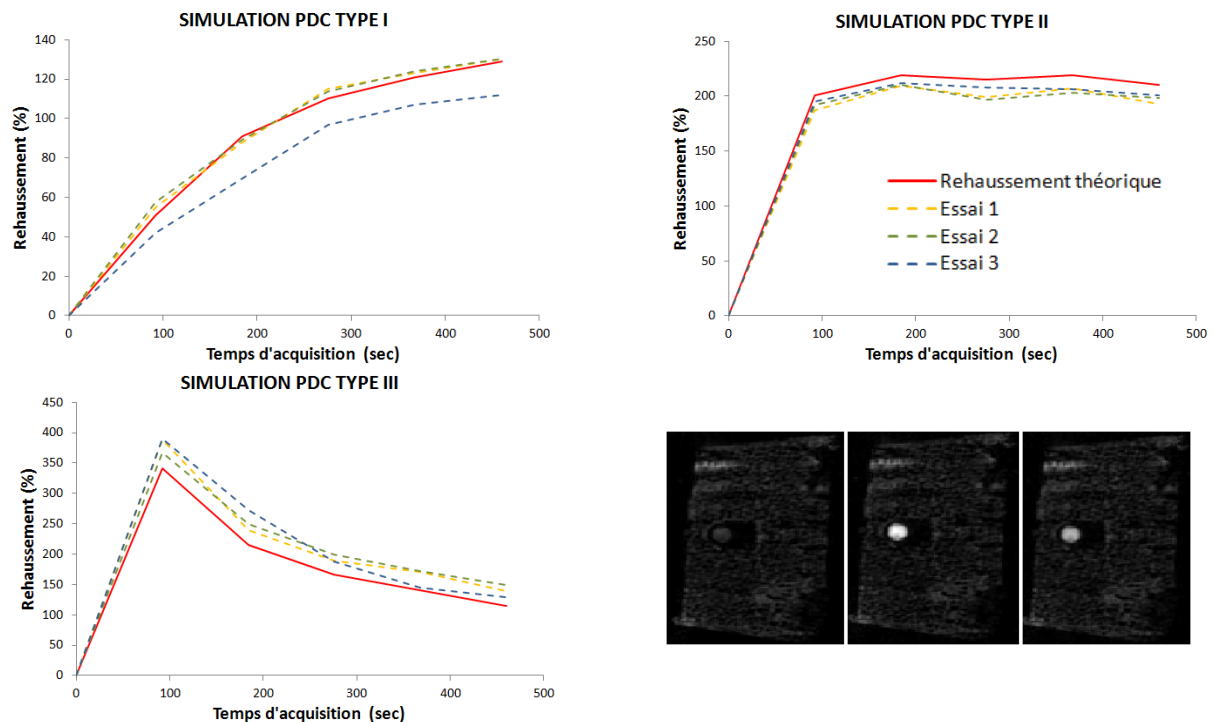 SIMULATION PDC TYPE I
140
120
100
80
60
40
20
0
Rehaussement (%)
0 100 200 300 400 500
Temps d'acquisition (sec)
SIMULATION PDC TYPE II
250
200
150
100
50
0
Rehaussement (%)
Rehaussement théorique
Essai 1
Essai 2
Essai 3
0 100 200 300 400 500
Temps d'acquisition (sec)
SIMULATION PDC TYPE III
450
400
350
300
250
200
150
100
50
0
Rehaussement (%)
0 100 200 300 400 500
Temps d'acquisition (sec)